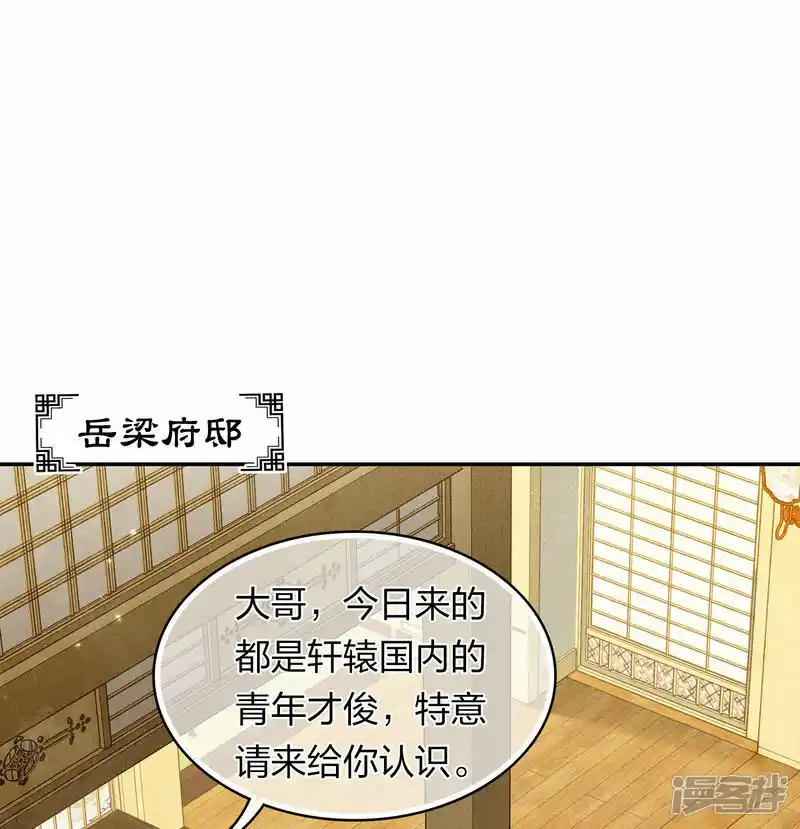 岳梁府邸
大哥，今日来的
都是轩辕国内的
青年才俊，特意
请来给你认识。
漫客栈